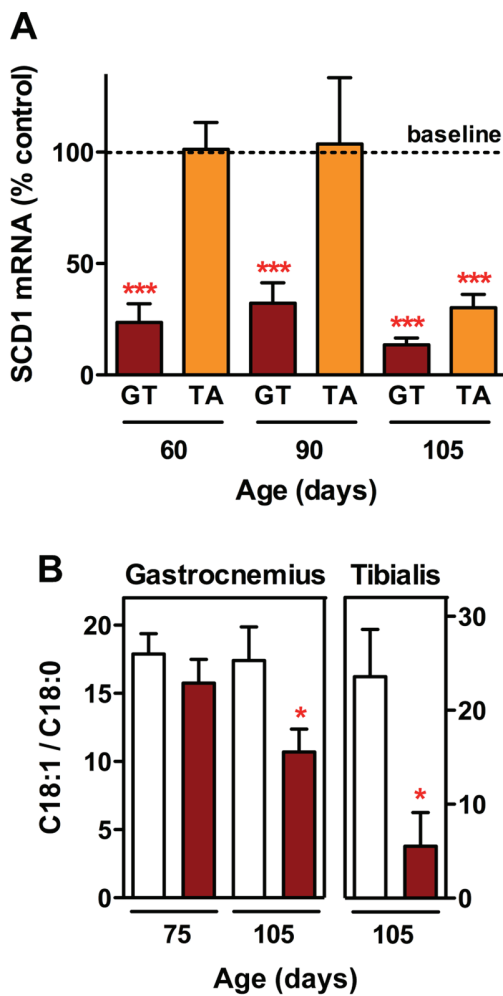 A
SCD1 mRNA (% control)
baseline
100
50
0
*** *** *** ***
GT TA GT TA GT TA
60 90 105
Age (days)
B
Gastrocnemius Tibialis
C18:1 / C18:0
20
15
10
5
0
30
20
10
0
* *
75 105 105
Age (days)